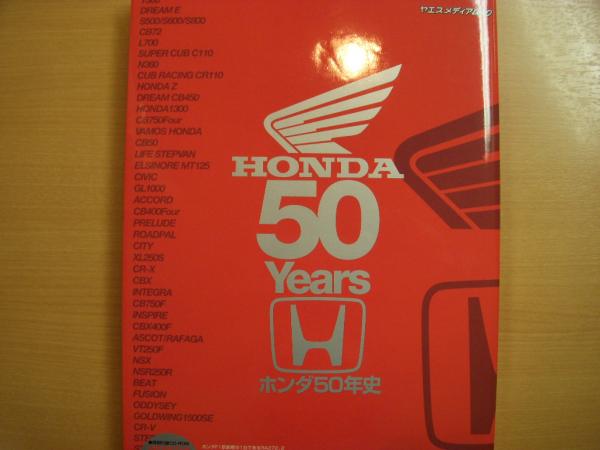 DREAM E
S500/S600/S800
CB72
L700
SUPER CUB C110
N360
CUB RACING CR110
HONDA Z
DREAM CB450
HONDA1300
CB750Four
VAMOS HONDA
CB50
LIFE STEPVAN
ELSINORE MT125
CIVIC
GL1000
ACCORD
CB400Four
PRELUDE
ROADPAL
CITY
XL250S
CR-X
CBX
INTEGRA
CB750F
INSPIRE
CBX400F
ASCOT/RAFAGA
VT250F
NSX
NSR250R
BEAT
FUSION
ODDYSEY
GOLDWING1500SE
CR-V
ヤエスメディアムック
HONDA
50
Years
ホンダ50年史